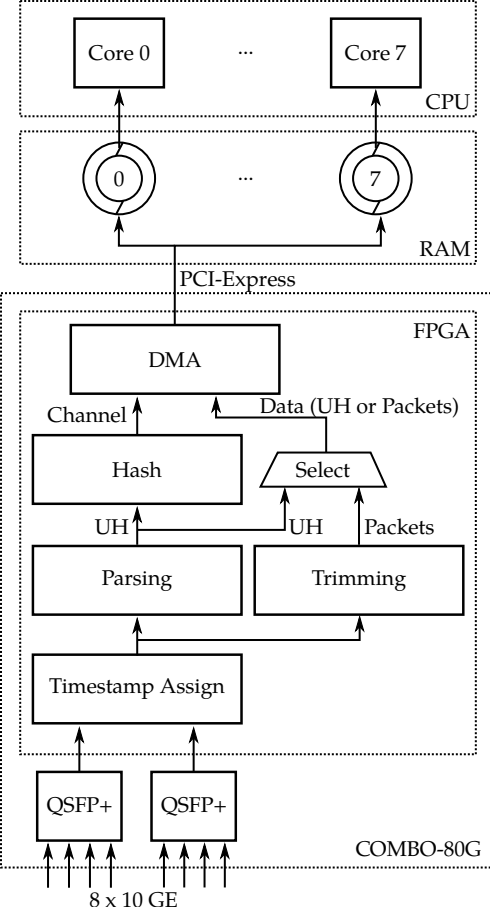 Core 0
...
Core 7
CPU
0
...
7
RAM
PCI-Express
FPGA
DMA
Channel
Data (UH or Packets)
Hash
Select
UH
UH
Packets
Parsing
Trimming
Timestamp Assign
QSFP+
QSFP+
COMBO-80G
8 x 10 GE